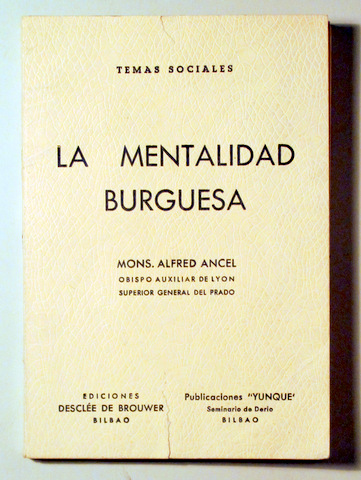 TEMAS SOCIALES
LA MENTALIDAD
BURGUESA
MONS. ALFRED ANCEL
OBISPO AUXILIAR DE LYON
SUPERIOR GENERAL DEL PRADO
EDICIONES
DESCLÉE DE BROUWER
BILBAO
Publicaciones "YUNQUE"
Seminario de Derio
BILBAO